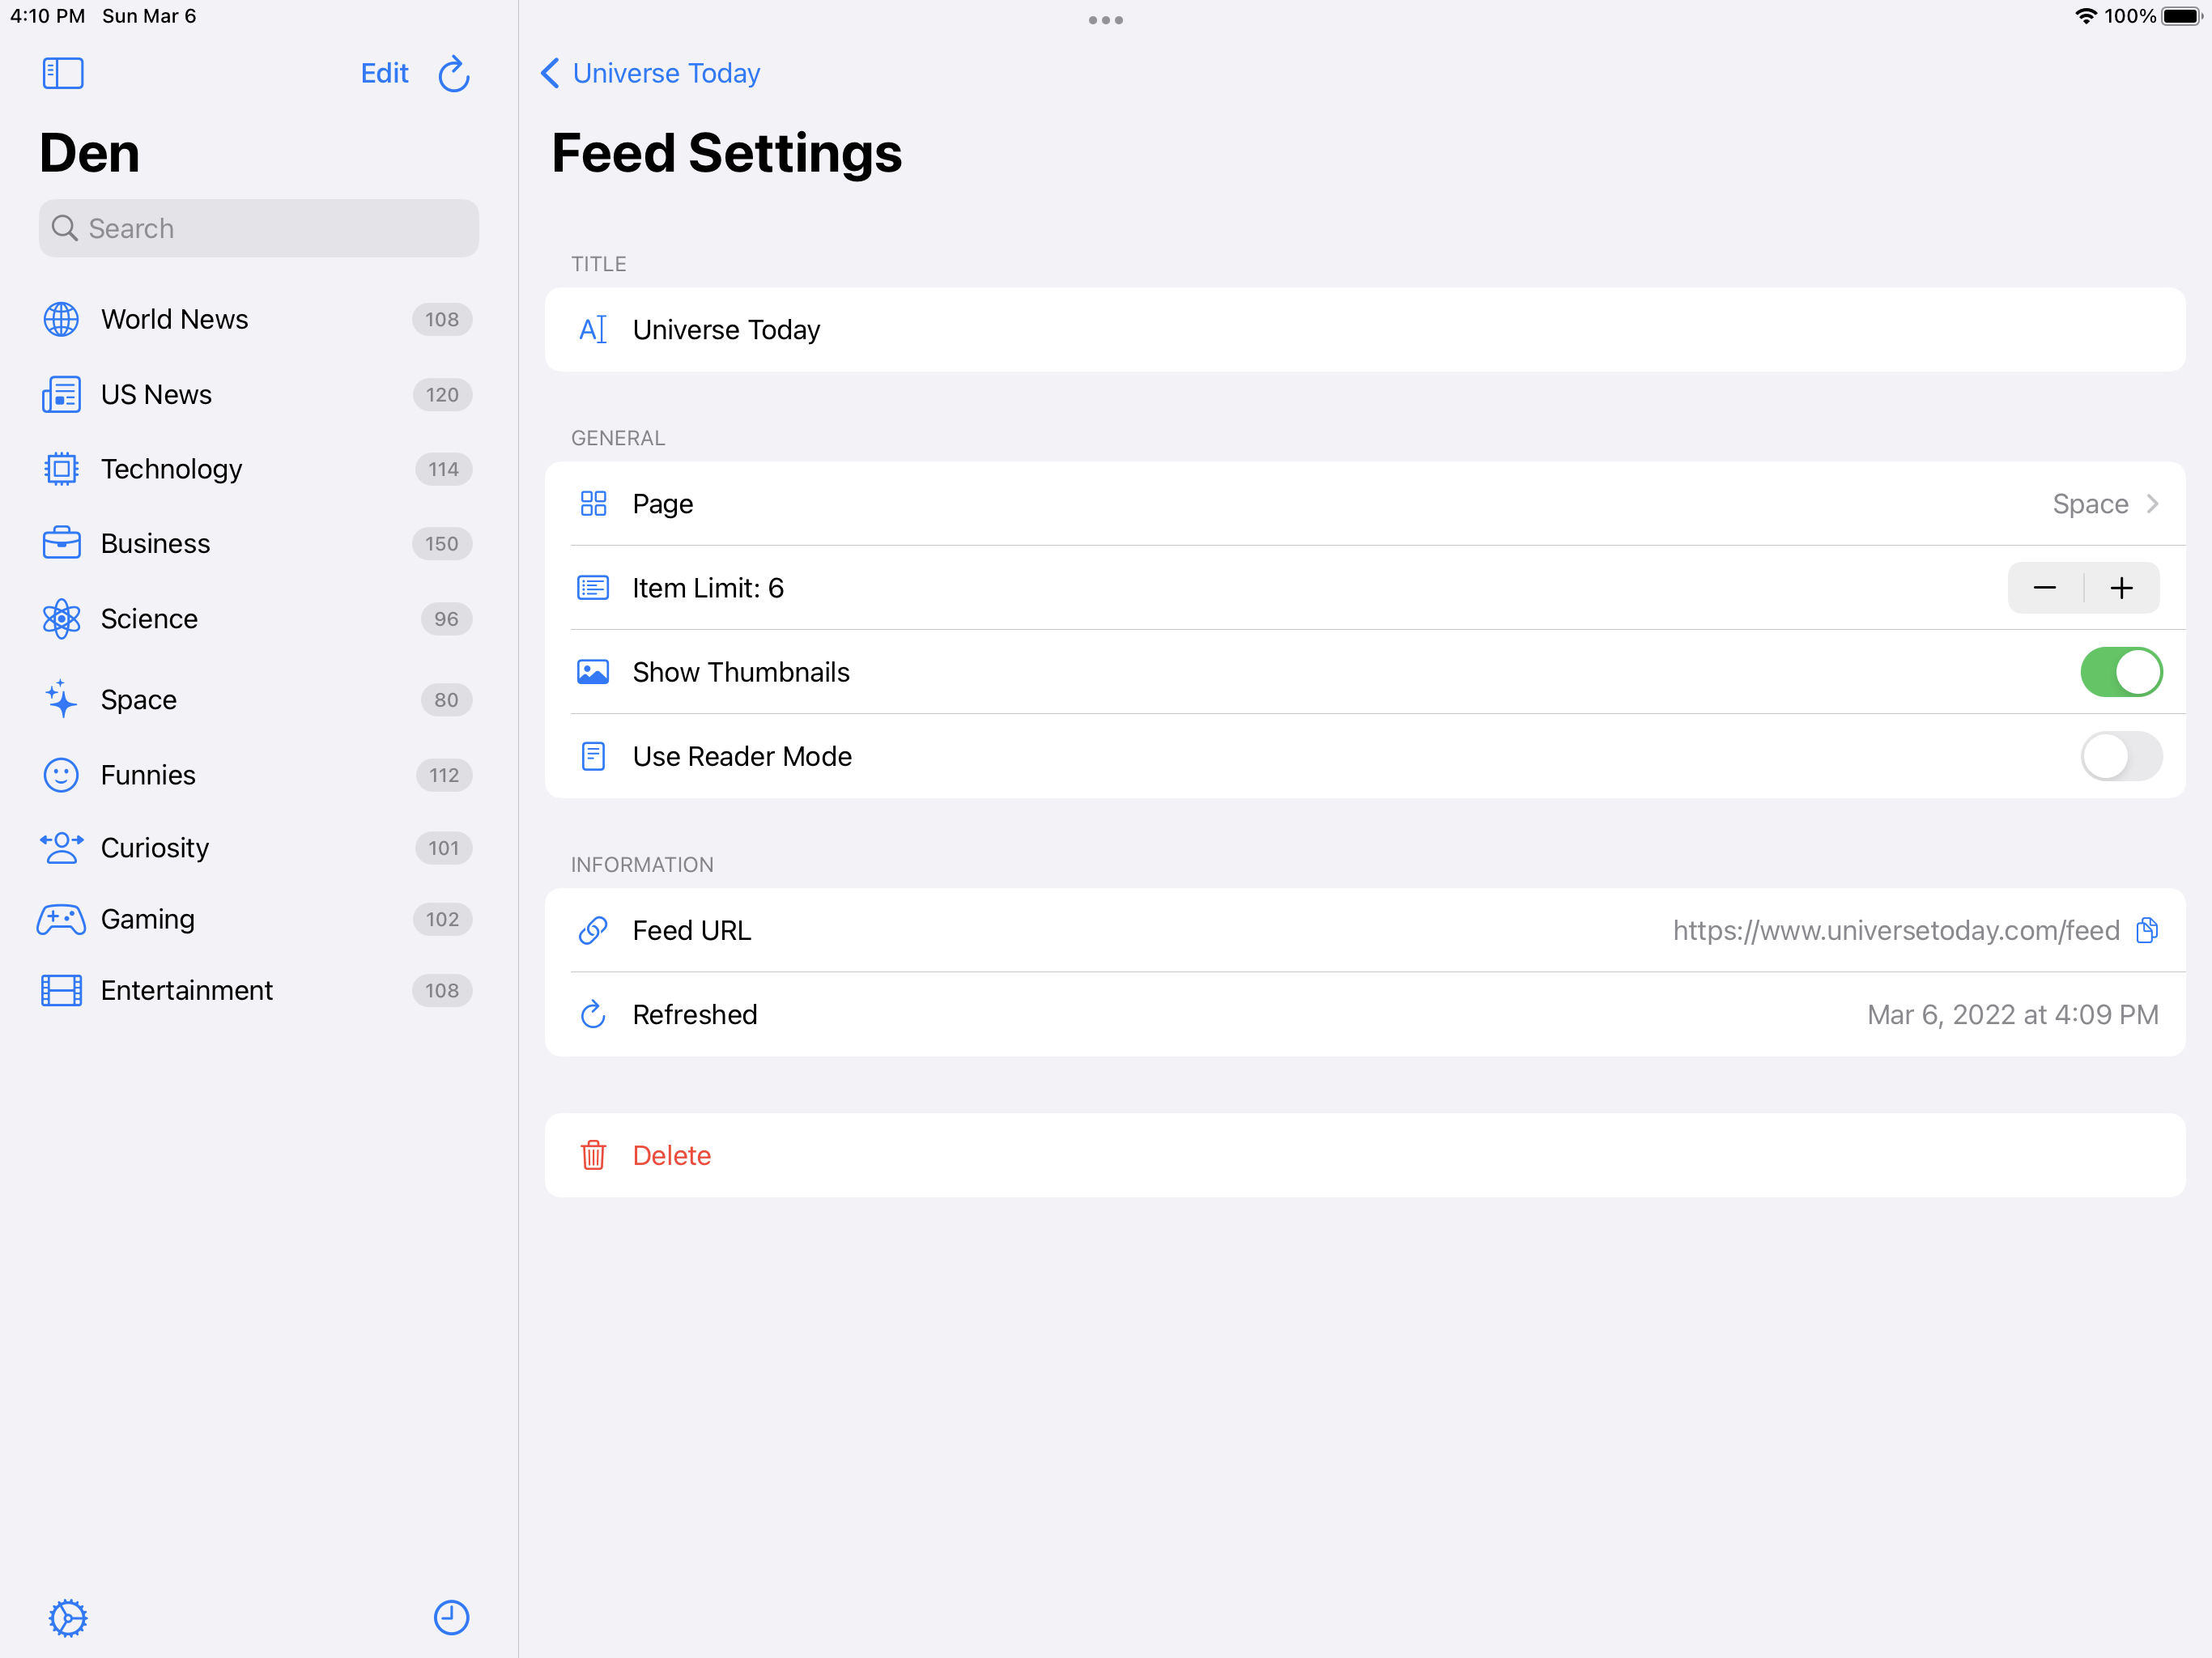 4:10 PM Sun Mar 6
100%
Edit
Den
Search
World News 108
US News 120
Technology 114
Business 150
Science 96
Space 80
Funnies 112
Curiosity 101
Gaming 102
Entertainment 108
Universe Today
Feed Settings
TITLE
Universe Today
GENERAL
Page Space
Item Limit: 6
Show Thumbnails
Use Reader Mode
INFORMATION
Feed URL https://www.universetoday.com/feed
Refreshed Mar 6, 2022 at 4:09 PM
Delete